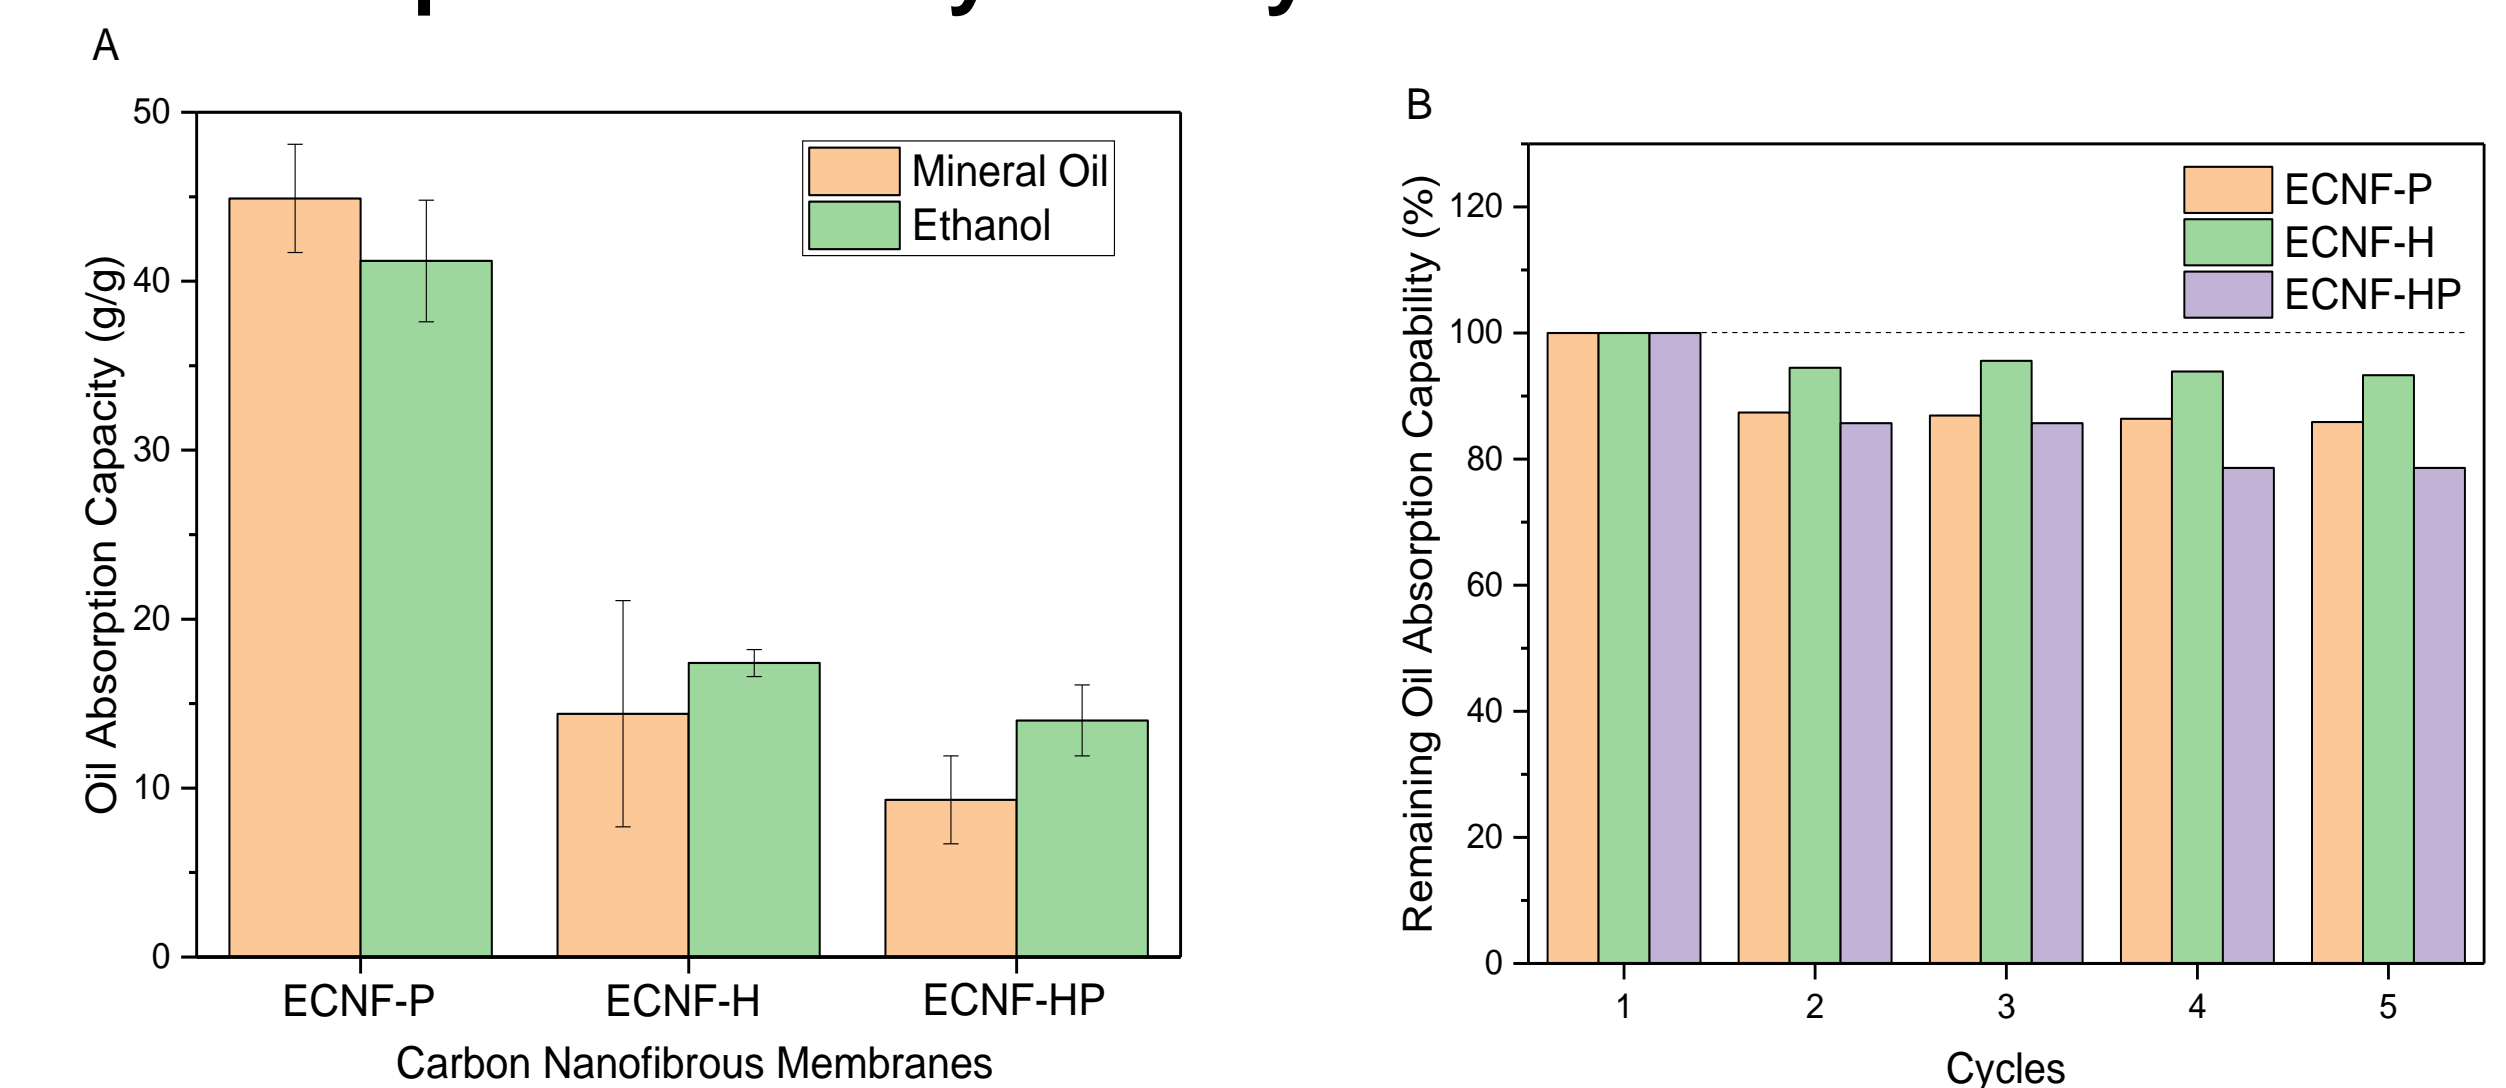 A
50
40
30
20
10
0
Oil Absorption Capacity (g/g)
Mineral Oil
Ethanol
ECNF-P
ECNF-H
ECNF-HP
Carbon Nanofibrous Membranes
B
120
100
80
60
40
20
0
Remaining Oil Absorption Capability (%)
ECNF-P
ECNF-H
ECNF-HP
1
2
3
4
5
Cycles